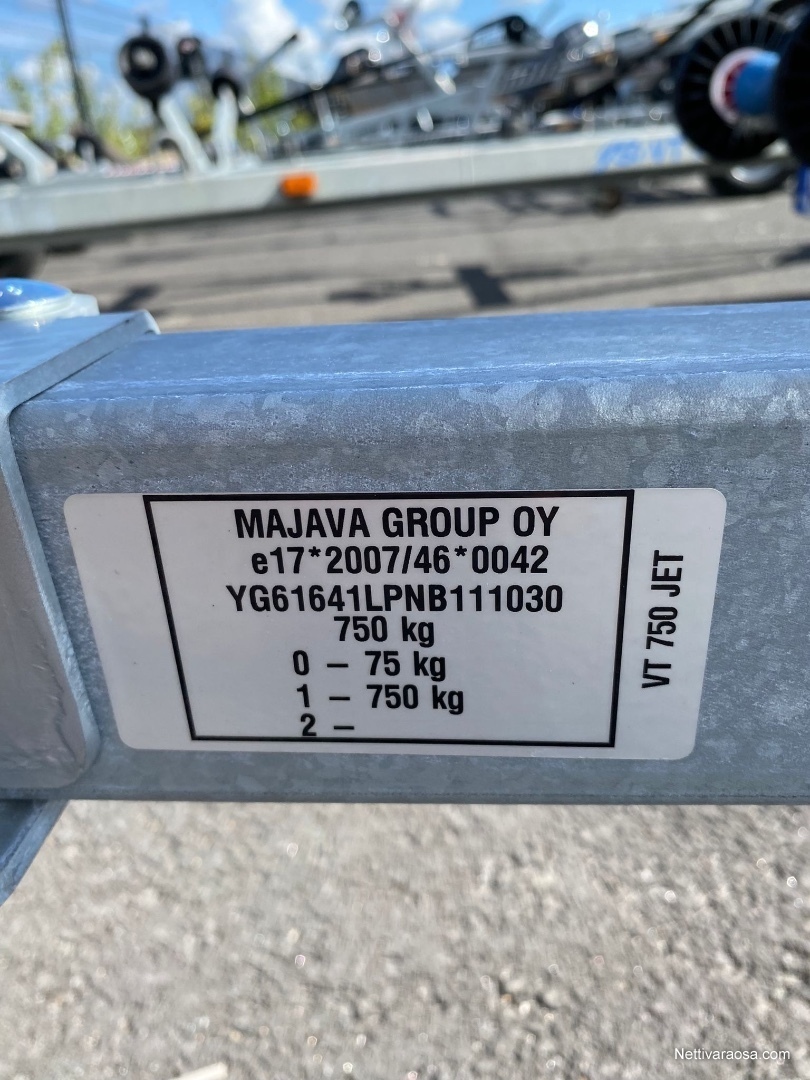 MAJAVA GROUP OY
e17*2007/46*0042
YG61641LPNB111030
750 kg
0 – 75 kg
1 – 750 kg
2 –
VT 750 JET
Nettivaraosa.com